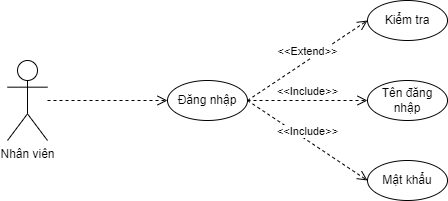 Kiểm tra
<<Extend>>
Đăng nhập
<<Include>>
Tên đăng
nhập
<<Include>>
Nhân viên
Mật khẩu